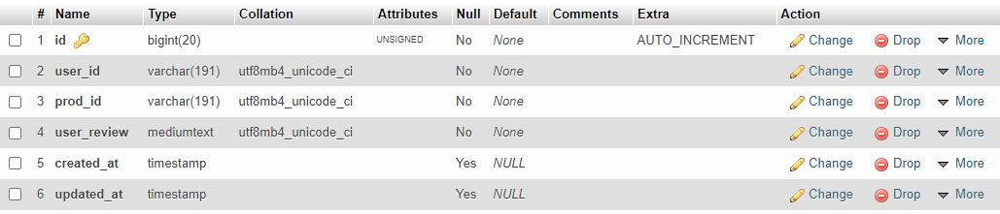 # Name Type Collation Attributes Null Default Comments Extra Action
1 id bigint(20) UNSIGNED No None AUTO_INCREMENT Change Drop More
2 user_id varchar(191) utf8mb4_unicode_ci No None Change Drop More
3 prod_id varchar(191) utf8mb4_unicode_ci No None Change Drop More
4 user_review mediumtext utf8mb4_unicode_ci No None Change Drop More
5 created_at timestamp Yes NULL Change Drop More
6 updated_at timestamp Yes NULL Change Drop More